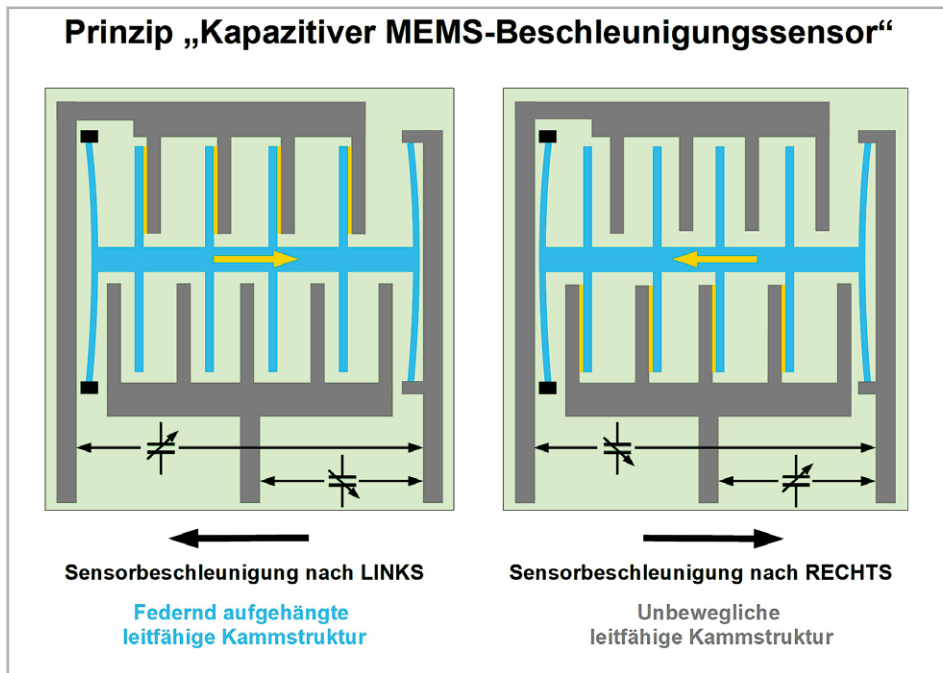 Prinzip „Kapazitiver MEMS-Beschleunigungssensor“
Sensorbeschleunigung nach LINKS
Sensorbeschleunigung nach RECHTS
Federnd aufgehängte
leitfähige Kammstruktur
Unbewegliche
leitfähige Kammstruktur